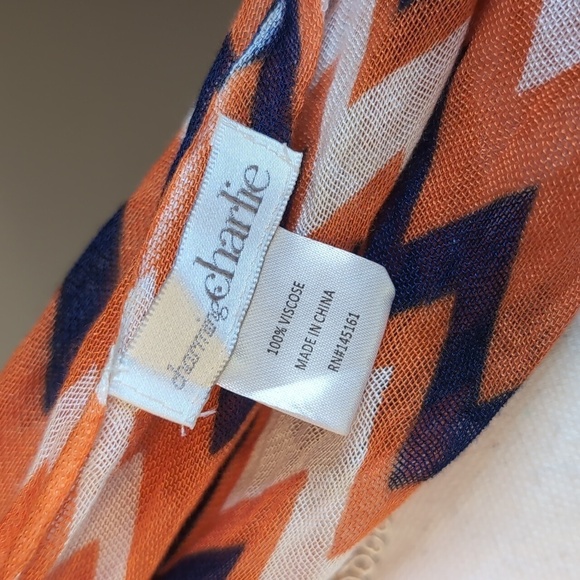 charming
charlie
100% VISCOSE
MADE IN CHINA
RN#145161